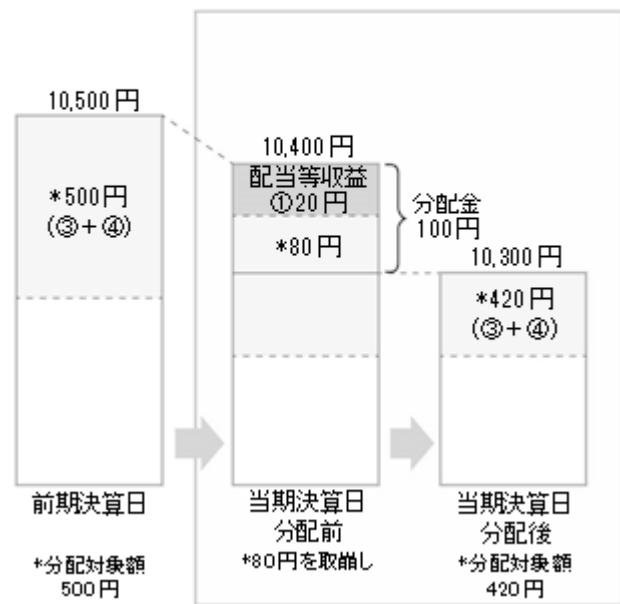 10,500円
*500円
(③+④)
前期決算日
*分配対象額
500円
10,400円
配当等収益
①20円
*80円
分配金
100円
当期決算日
分配前
*80円を取崩し
10,300円
*420円
(③+④)
当期決算日
分配後
*分配対象額
420円